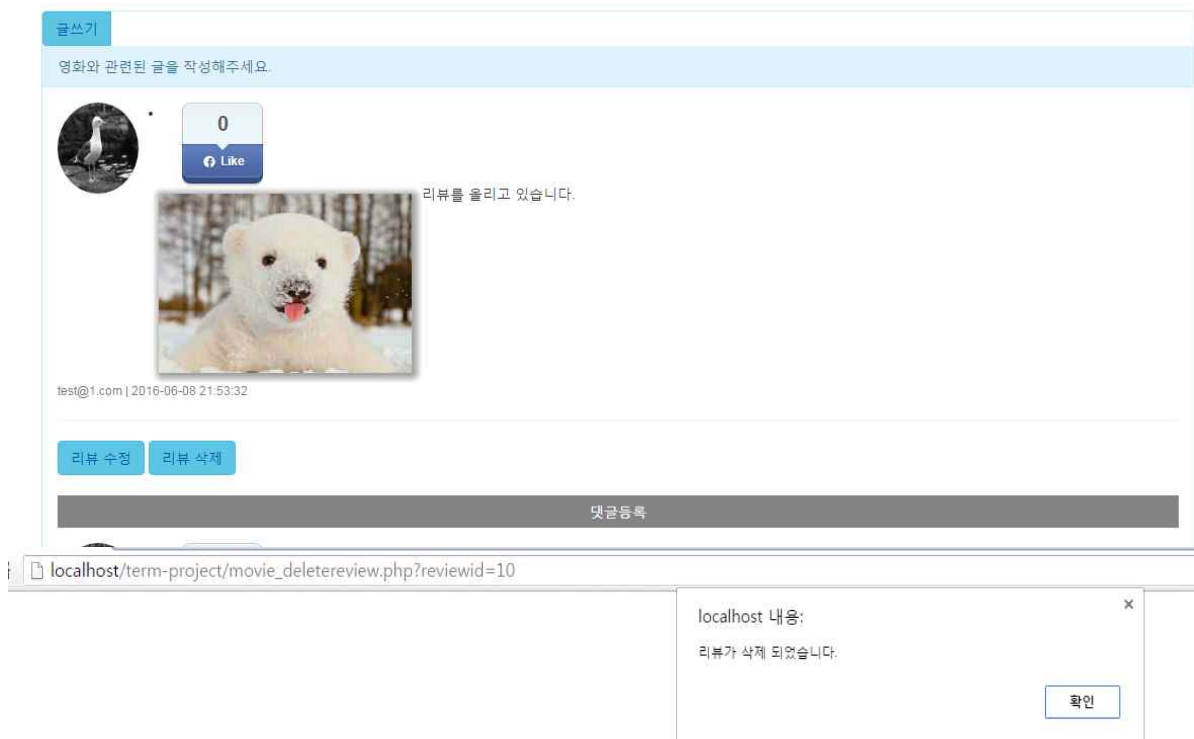 글쓰기
영화와 관련된 글을 작성해주세요.
0
Like
리뷰를 올리고 있습니다.
test@1.com | 2016-06-08 21:53:32
리뷰 수정 리뷰 삭제
댓글등록
localhost/term-project/movie_deletereview.php?reviewid=10
localhost 내용:
리뷰가 삭제 되었습니다.
확인